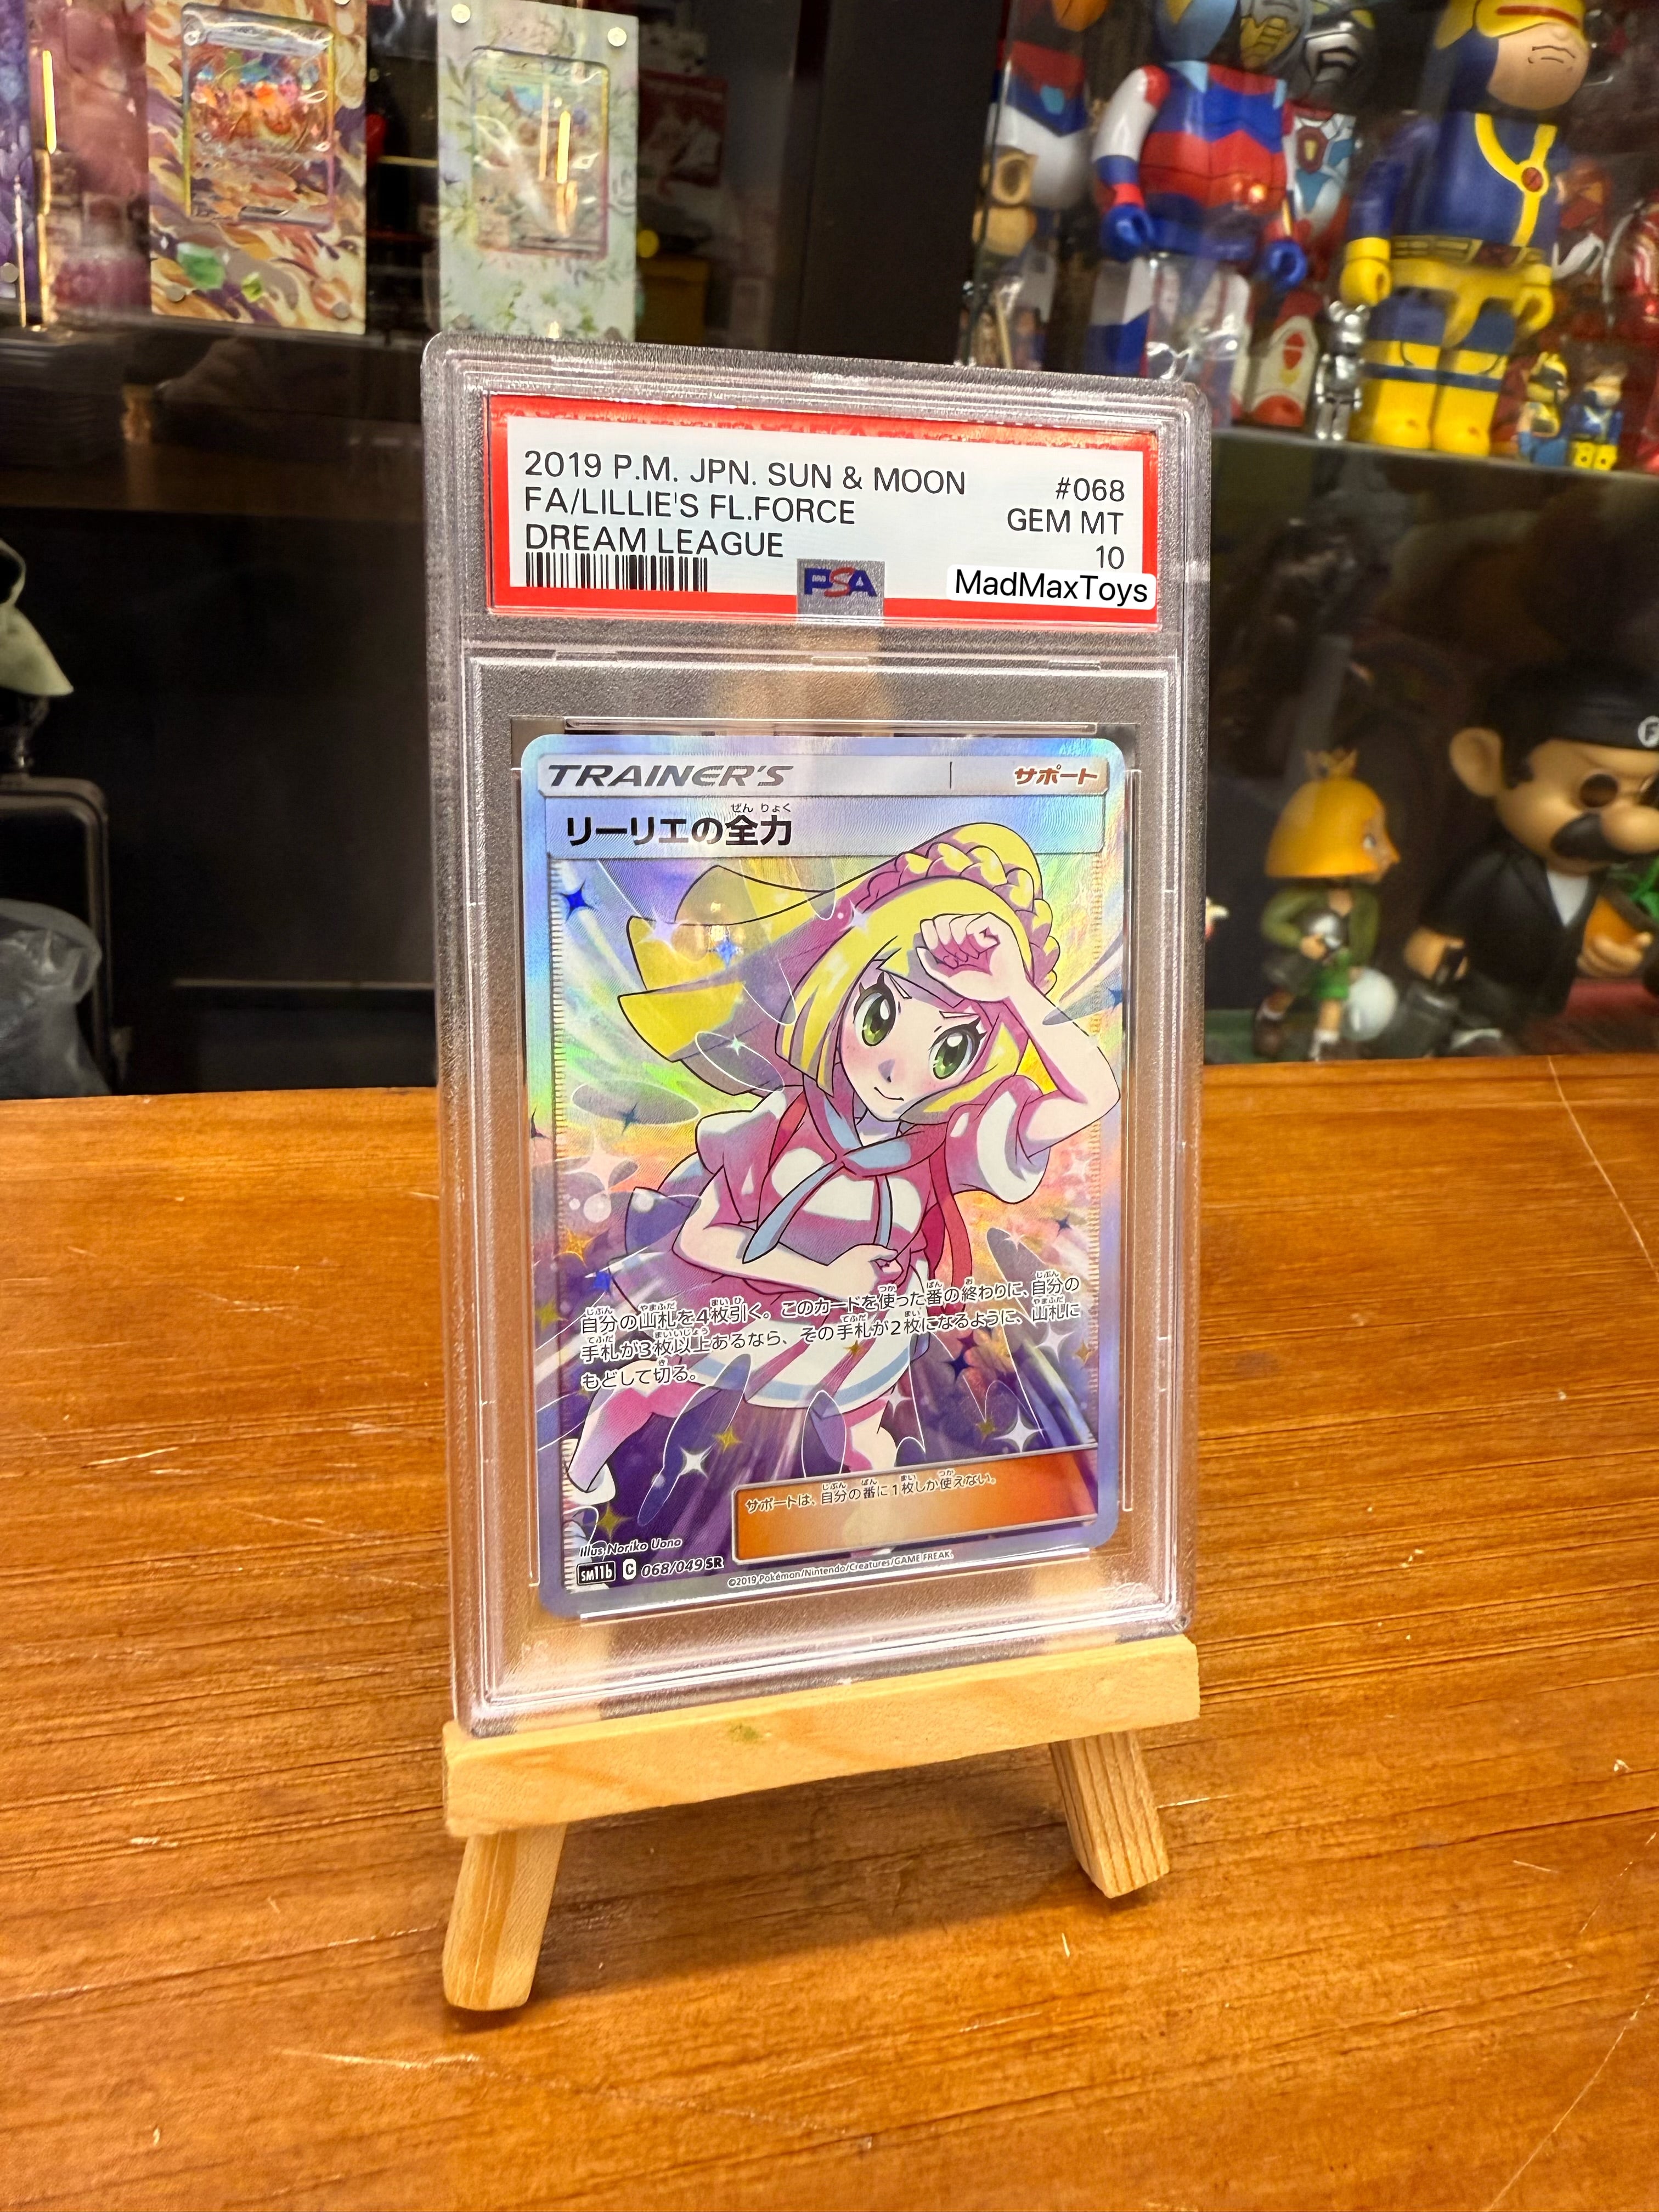 2019 P.M. JPN. SUN & MOON #068
FA/LILLIE'S FL.FORCE GEM MT
DREAM LEAGUE 10
PSA
MadMaxToys
TRAINER'S サポート
ぜんりょく
リーリエの全力
自分の山札を4枚引く。このカードを使った番の終わりに、自分の
手札が3枚以上あるなら、その手札が2枚になるように、山札に
もどして切る。
サポートは、自分の番に1枚しか使えない。
Illus. Noriko Uono
SM11b C 068/049 SR
©2019 Pokémon/Nintendo/Creatures/GAME FREAK.